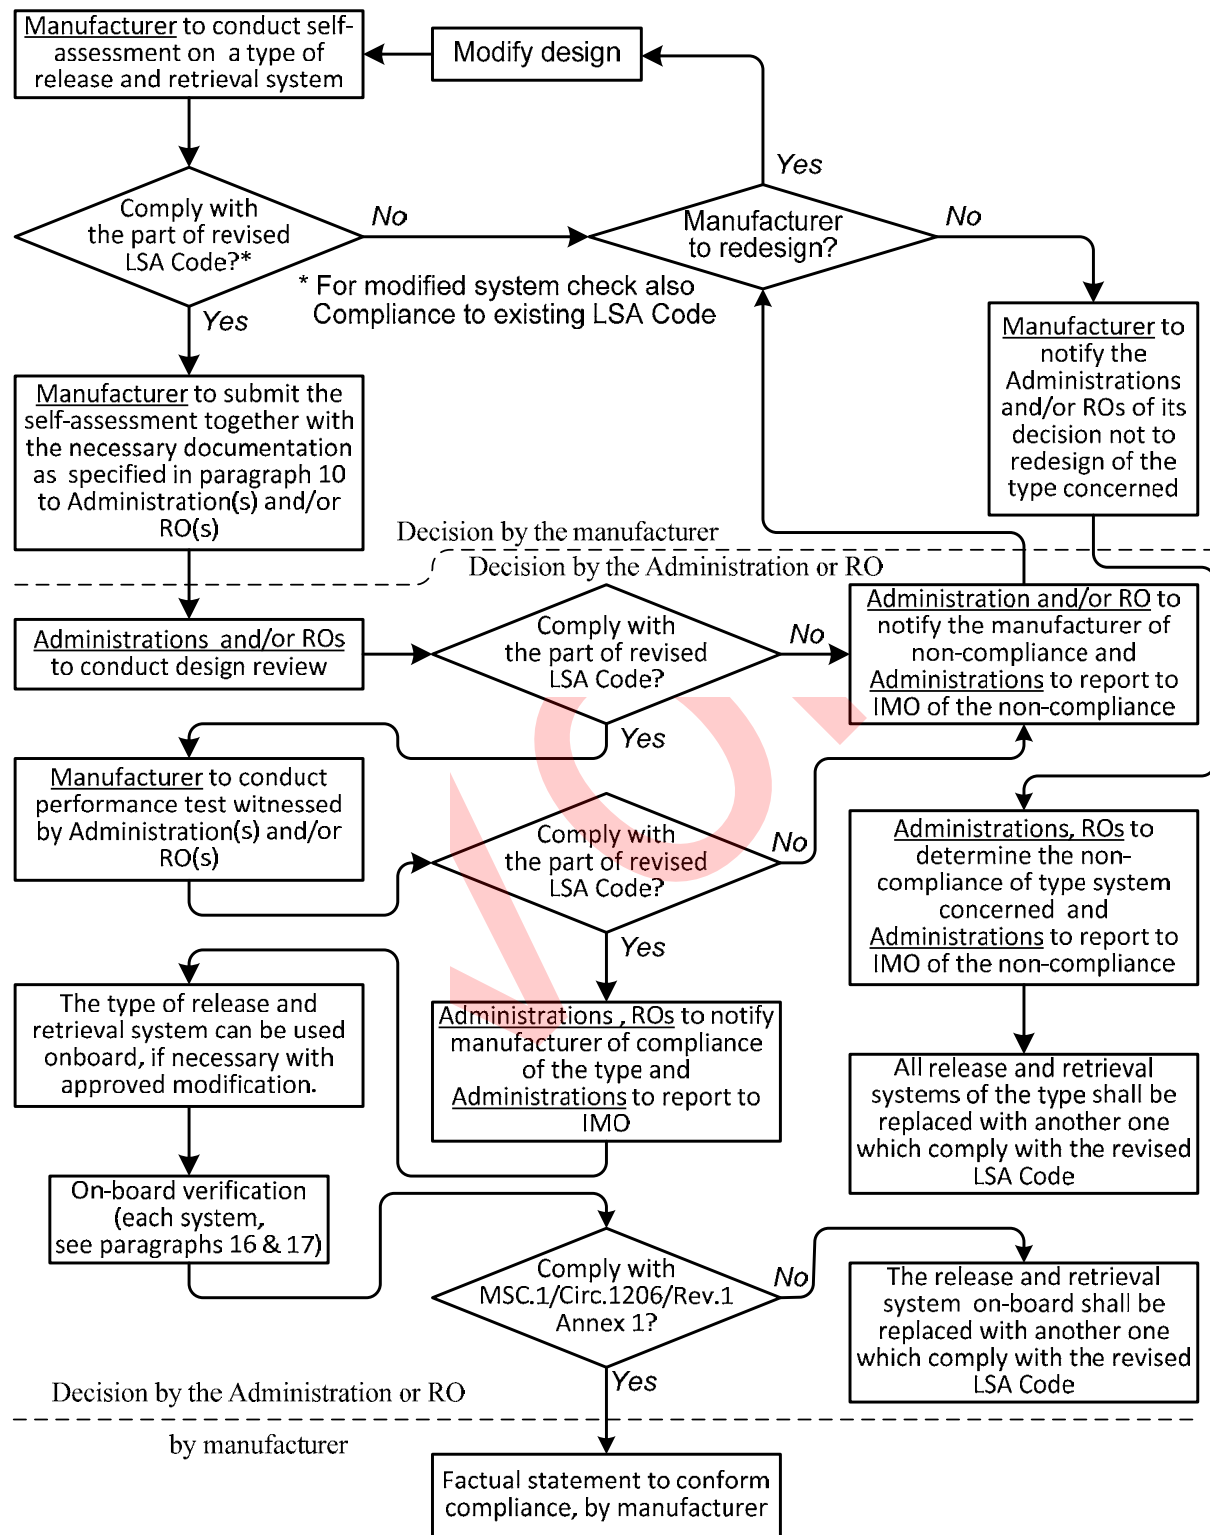 Manufacturer to conduct self-
assessment on a type of
release and retrieval system
Modify design
Yes
Comply with
the part of revised
LSA Code?*
No
Manufacturer
to redesign?
No
* For modified system check also
Compliance to existing LSA Code
Yes
Manufacturer to submit the
self-assessment together with
the necessary documentation
as specified in paragraph 10
to Administration(s) and/or
RO(s)
Manufacturer to
notify the
Administrations
and/or ROs of its
decision not to
redesign of the
type concerned
Decision by the manufacturer
Decision by the Administration or RO
Administrations and/or ROs
to conduct design review
Comply with
the part of revised
LSA Code?
No
Administration and/or RO to
notify the manufacturer of
non-compliance and
Administrations to report to
IMO of the non-compliance
Yes
Manufacturer to conduct
performance test witnessed
by Administration(s) and/or
RO(s)
Comply with
the part of revised
LSA Code?
No
Administrations, ROs to
determine the non-
compliance of type system
concerned and
Administrations to report to
IMO of the non-compliance
Yes
The type of release and
retrieval system can be used
onboard, if necessary with
approved modification.
Administrations , ROs to notify
manufacturer of compliance
of the type and
Administrations to report to
IMO
All release and retrieval
systems of the type shall be
replaced with another one
which comply with the revised
LSA Code
On-board verification
(each system,
see paragraphs 16 & 17)
Comply with
MSC.1/Circ.1206/Rev.1
Annex 1?
No
The release and retrieval
system on-board shall be
replaced with another one
which comply with the revised
LSA Code
Yes
Decision by the Administration or RO
by manufacturer
Factual statement to conform
compliance, by manufacturer